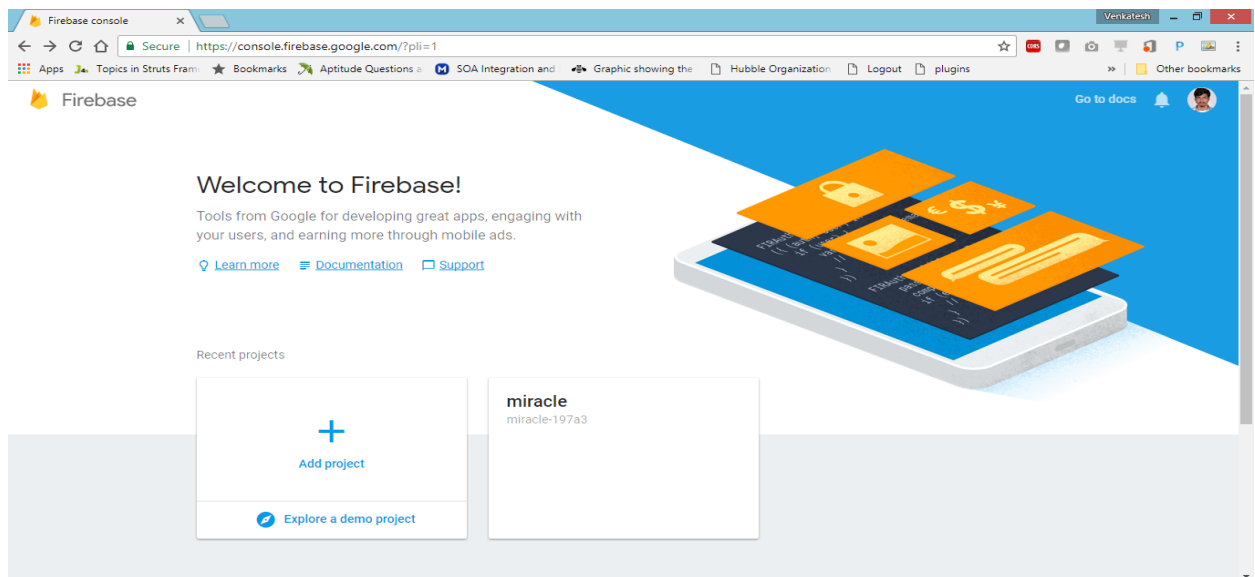 Firebase console
Venkatesh
Secure | https://console.firebase.google.com/?pli=1
CORS
Apps
Topics in Struts Fram
Bookmarks
Aptitude Questions a
SOA Integration and
Graphic showing the
Hubble Organization
Logout
plugins
»
Other bookmarks
Firebase
Go to docs
Welcome to Firebase!
Tools from Google for developing great apps, engaging with
your users, and earning more through mobile ads.
Learn more
Documentation
Support
Recent projects
Add project
Explore a demo project
miracle
miracle-197a3